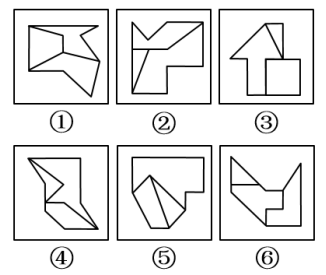 ① ② ③
④ ⑤ ⑥